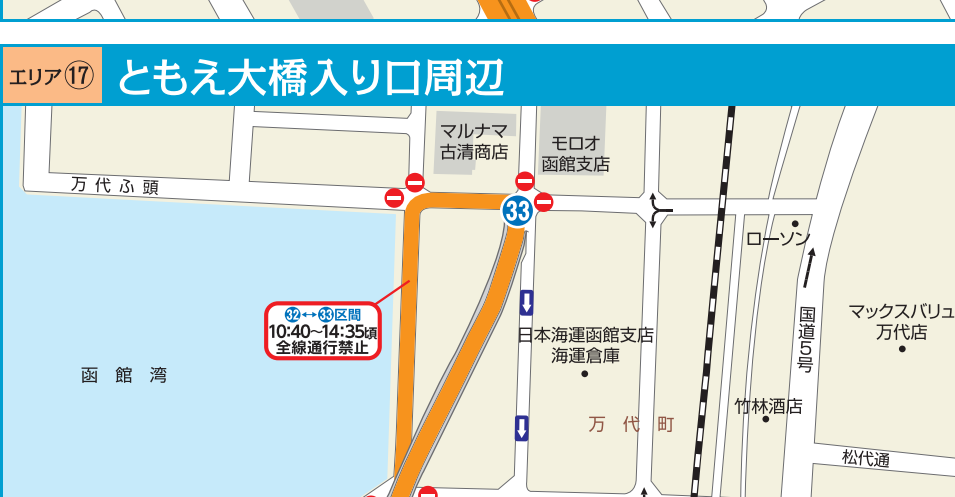 エリア⑰
ともえ大橋入り口周辺
マルナマ
古清商店
モロオ
函館支店
万代ふ頭
33
ローソン
㉜↔㉝区間
10:40～14:35頃
全線通行禁止
国道5号
マックスバリュ
万代店
日本海運函館支店
海運倉庫
函館湾
竹林酒店
万代町
松代通